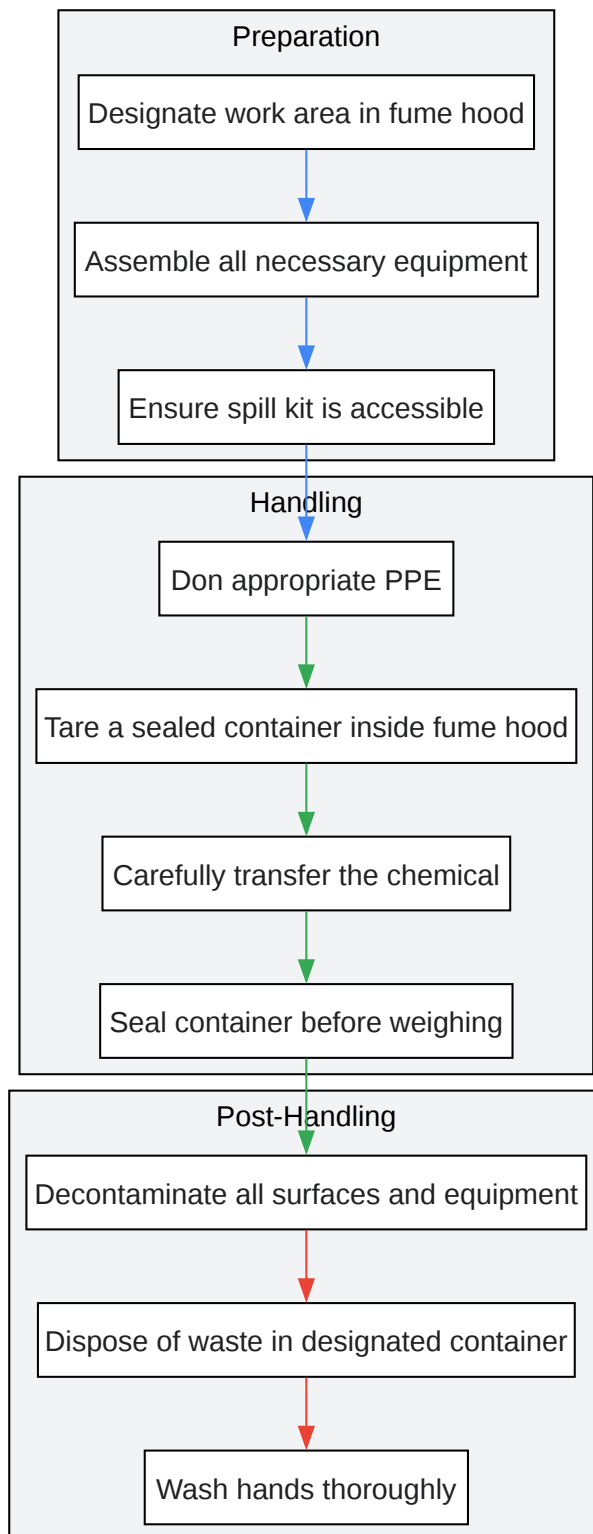 Preparation
Designate work area in fume hood
Assemble all necessary equipment
Ensure spill kit is accessible
Handling
Don appropriate PPE
Tare a sealed container inside fume hood
Carefully transfer the chemical
Seal container before weighing
Post-Handling
Decontaminate all surfaces and equipment
Dispose of waste in designated container
Wash hands thoroughly